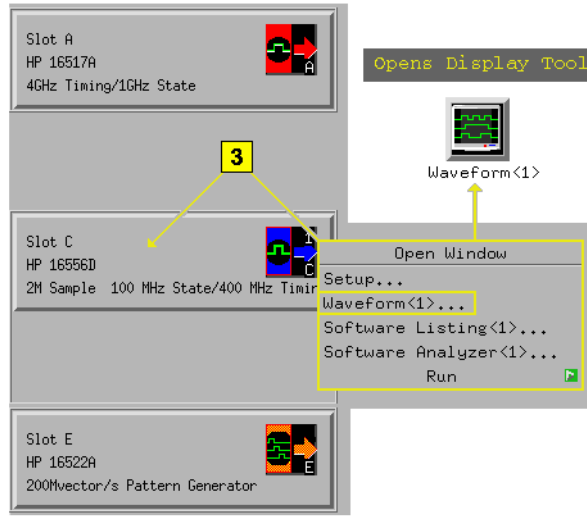 Slot A
HP 16517A
4GHz Timing/1GHz State
A
Opens Display Tool
Waveform<1>
3
Slot C
HP 16556D
2M Sample 100 MHz State/400 MHz Timin
1
C
Open Window
Setup...
Waveform<1>...
Software Listing<1>...
Software Analyzer<1>...
Run
Slot E
HP 16522A
200Mvector/s Pattern Generator
E